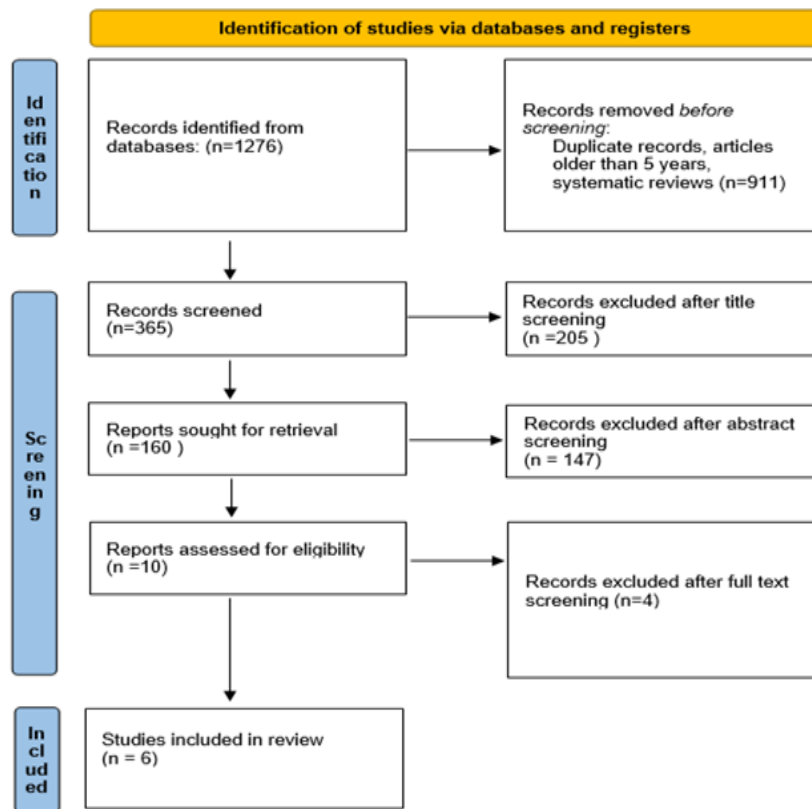 Identification of studies via databases and registers
Id
en
tifi
ca
tio
n
Records identified from
databases: (n=1276)
Records removed before
screening:
Duplicate records, articles
older than 5 years,
systematic reviews (n=911)
Sc
re
en
in
g
Records screened
(n=365)
Records excluded after title
screening
(n =205 )
Reports sought for retrieval
(n =160 )
Records excluded after abstract
screening
(n = 147)
Reports assessed for eligibility
(n =10)
Records excluded after full text
screening (n=4)
In
cl
ud
ed
Studies included in review
(n = 6)